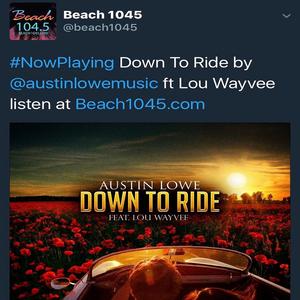 Beach 1045
@beach1045
Beach
104.5
#NowPlaying Down To Ride by
@austinlowemusic ft Lou Wayvee
listen at Beach1045.com
AUSTIN LOWE
DOWN TO RIDE
FEAT. LOU WAYVEE